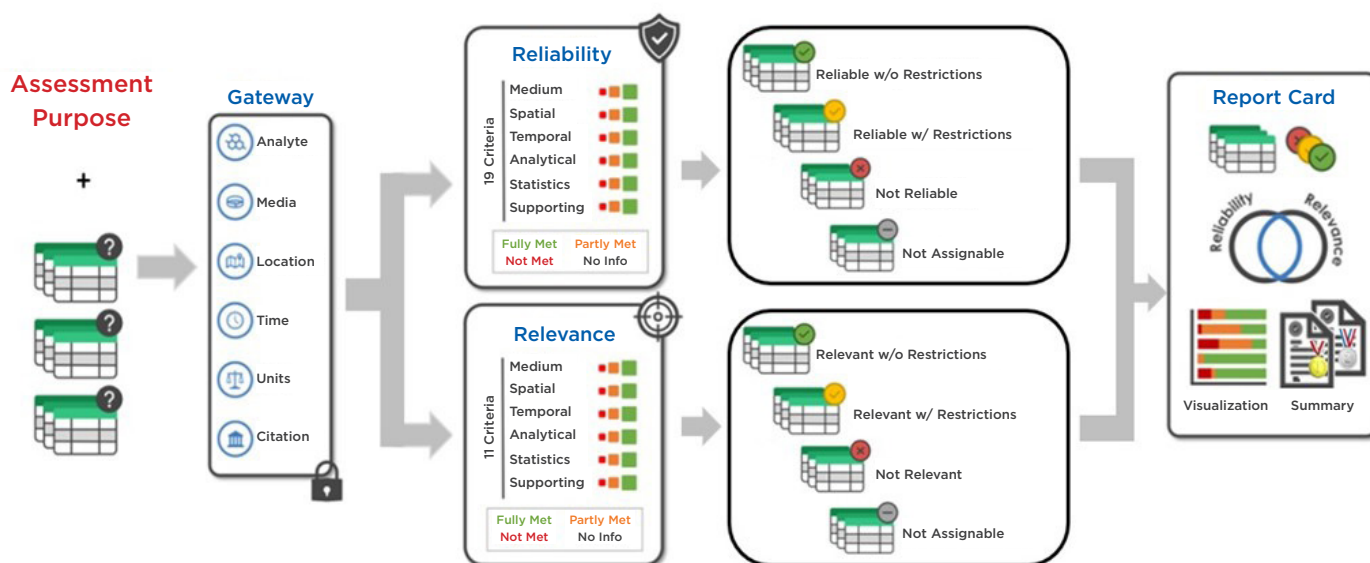 Assessment
Purpose
+
?
?
?
Gateway
Analyte
Media
Location
Time
Units
Citation
Reliability
19 Criteria
Medium
Spatial
Temporal
Analytical
Statistics
Supporting
Fully Met Partly Met
Not Met No Info
Relevance
11 Criteria
Medium
Spatial
Temporal
Analytical
Statistics
Supporting
Fully Met Partly Met
Not Met No Info
Reliable w/o Restrictions
Reliable w/ Restrictions
Not Reliable
Not Assignable
Relevant w/o Restrictions
Relevant w/ Restrictions
Not Relevant
Not Assignable
Report Card
Reliability
Relevance
Visualization Summary